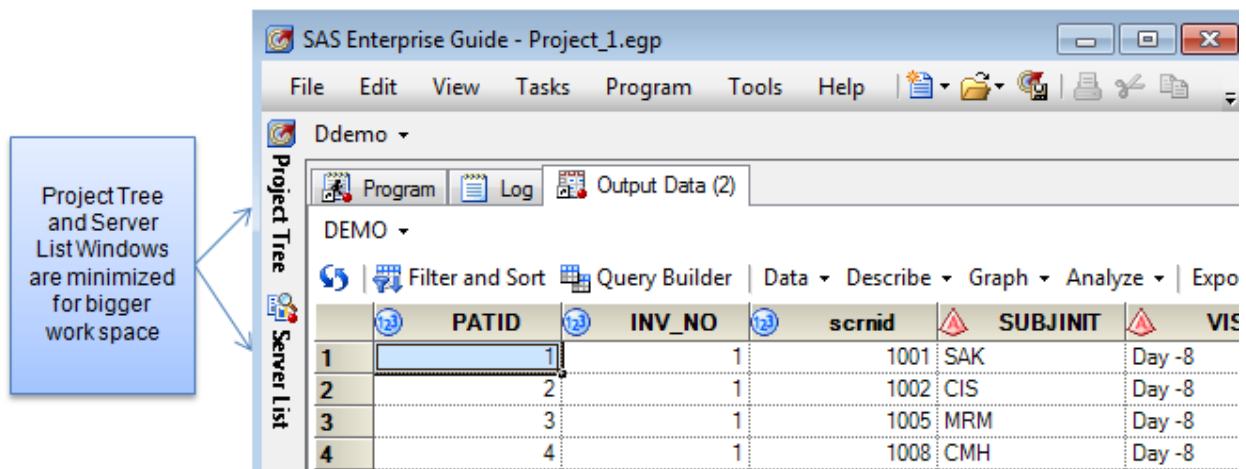 SAS Enterprise Guide - Project_1.egp
File Edit View Tasks Program Tools Help
Ddemo
Project Tree
Server List
Program Log Output Data (2)
DEMO
Filter and Sort Query Builder Data Describe Graph Analyze Expo
PATID INV_NO scrnid SUBJINIT VIS
1 1 1 1001 SAK Day -8
2 2 1 1002 CIS Day -8
3 3 1 1005 MRM Day -8
4 4 1 1008 CMH Day -8
Project Tree
and Server
List Windows
are minimized
for bigger
work space